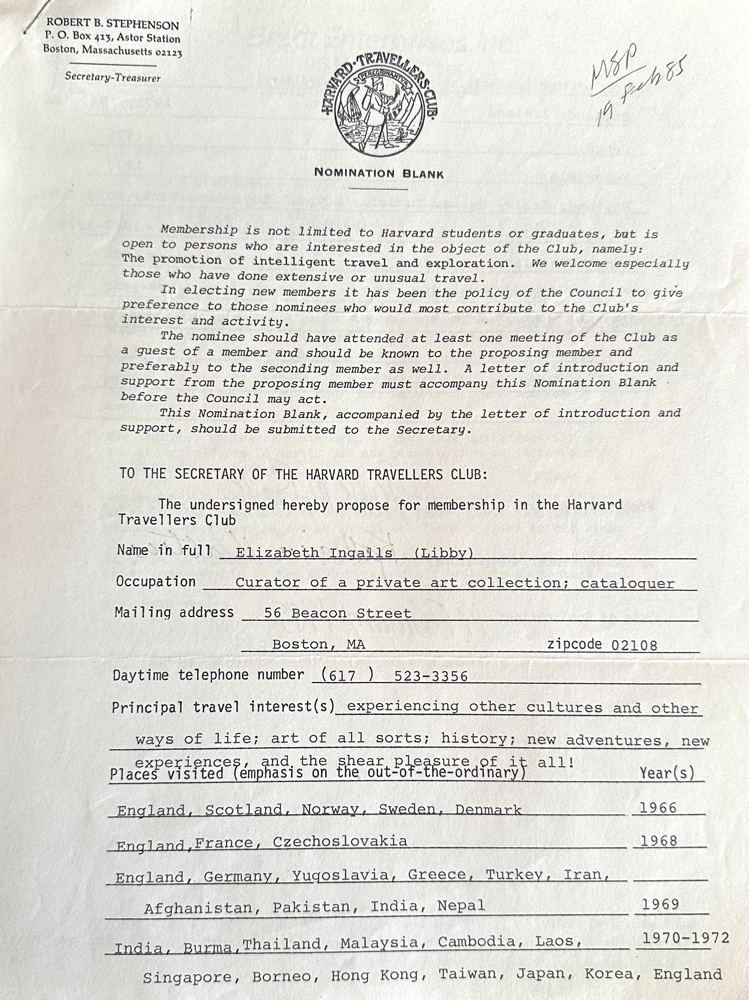 ROBERT B. STEPHENSON
P. O. Box 413, Astor Station
Boston, Massachusetts 02123
Secretary-Treasurer
MSP
19 Feb 85
·HARVARD·TRAVELLERS·CLUB·
PEREGRINANTES
NOMINATION BLANK
Membership is not limited to Harvard students or graduates, but is
open to persons who are interested in the object of the Club, namely:
The promotion of intelligent travel and exploration. We welcome especially
those who have done extensive or unusual travel.
In electing new members it has been the policy of the Council to give
preference to those nominees who would most contribute to the Club's
interest and activity.
The nominee should have attended at least one meeting of the Club as
a guest of a member and should be known to the proposing member and
preferably to the seconding member as well. A letter of introduction and
support from the proposing member must accompany this Nomination Blank
before the Council may act.
This Nomination Blank, accompanied by the letter of introduction and
support, should be submitted to the Secretary.
TO THE SECRETARY OF THE HARVARD TRAVELLERS CLUB:
The undersigned hereby propose for membership in the Harvard
Travellers Club
Name in full Elizabeth Ingalls (Libby)
Occupation Curator of a private art collection; cataloguer
Mailing address 56 Beacon Street
Boston, MA zipcode 02108
Daytime telephone number (617 ) 523-3356
Principal travel interest(s) experiencing other cultures and other
ways of life; art of all sorts; history; new adventures, new
experiences, and the shear pleasure of it all!
Places visited (emphasis on the out-of-the-ordinary) Year(s)
England, Scotland, Norway, Sweden, Denmark 1966
England,France, Czechoslovakia 1968
England, Germany, Yugoslavia, Greece, Turkey, Iran,
Afghanistan, Pakistan, India, Nepal 1969
India, Burma,Thailand, Malaysia, Cambodia, Laos, 1970-1972
Singapore, Borneo, Hong Kong, Taiwan, Japan, Korea, England